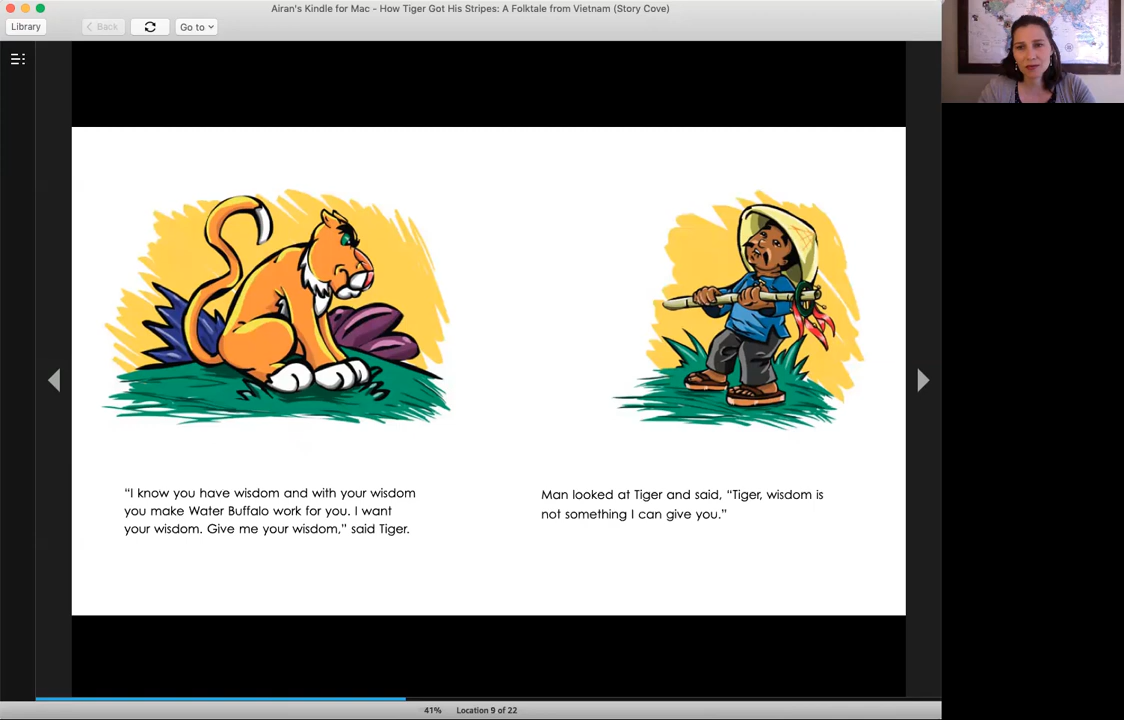 Airan's Kindle for Mac - How Tiger Got His Stripes: A Folktale from Vietnam (Story Cove)
Library
Back
Go to
“I know you have wisdom and with your wisdom
you make Water Buffalo work for you. I want
your wisdom. Give me your wisdom,” said Tiger.
Man looked at Tiger and said, “Tiger, wisdom is
not something I can give you.”
41%
Location 9 of 22